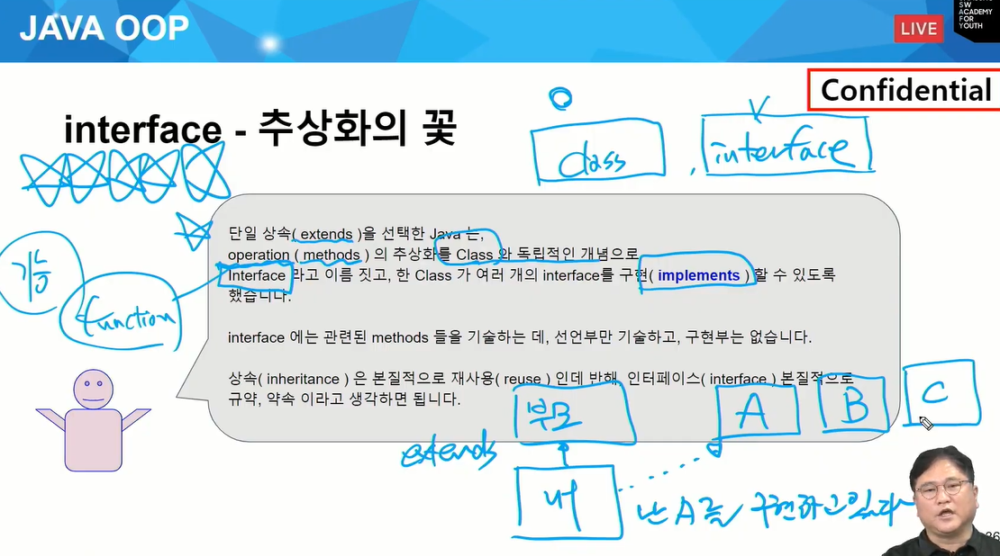 JAVA OOP
LIVE
SW
ACADEMY
FOR
YOUTH
Confidential
interface - 추상화의 꽃
class
, interface
단일 상속( extends )을 선택한 Java 는,
operation ( methods ) 의 추상화를 Class 와 독립적인 개념으로
Interface 라고 이름 짓고, 한 Class 가 여러 개의 interface를 구현( implements ) 할 수 있도록
했습니다.
기능
function
interface 에는 관련된 methods 들을 기술하는 데, 선언부만 기술하고, 구현부는 없습니다.
상속( inheritance ) 은 본질적으로 재사용( reuse ) 인데 반해, 인터페이스( interface ) 본질적으로
규약, 약속 이라고 생각하면 됩니다.
부모
A
B
C
extends
나
난 A를 구현하고 있다